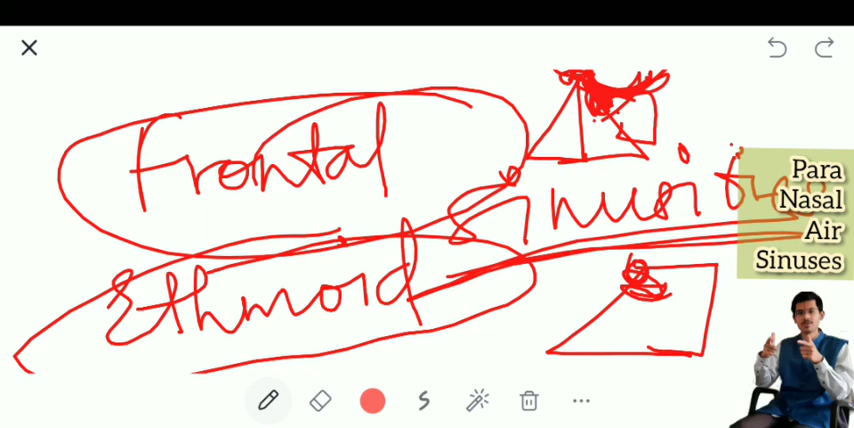 Frontal
Sinusitis
Ethmoid
Para
Nasal
Air
Sinuses